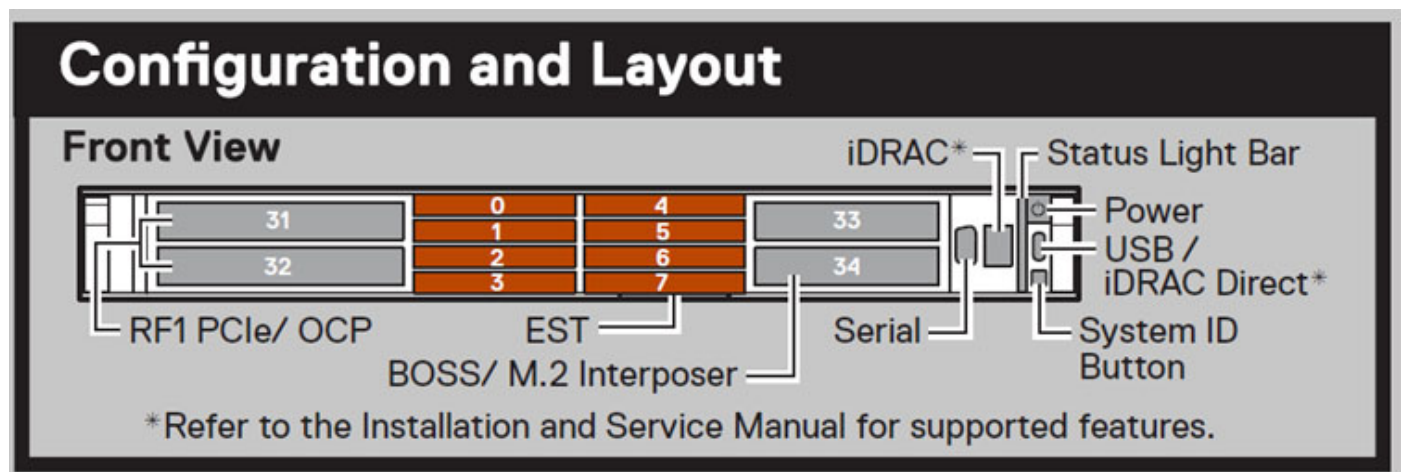 Configuration and Layout
Front View
iDRAC*
Status Light Bar
31
0
4
33
Power
1
5
USB /
32
2
6
34
iDRAC Direct*
3
7
RF1 PCIe/ OCP
EST
Serial
System ID
Button
BOSS/ M.2 Interposer
*Refer to the Installation and Service Manual for supported features.